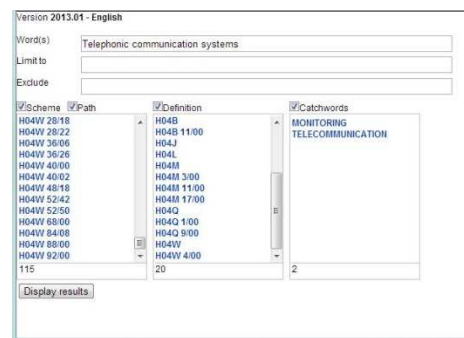 Version 2013.01 - English
Word(s)
Telephonic communication systems
Limit to
Exclude
Scheme Path
H04W 28/18
H04W 28/22
H04W 36/06
H04W 36/26
H04W 40/00
H04W 40/02
H04W 48/18
H04W 52/42
H04W 52/50
H04W 68/00
H04W 84/08
H04W 88/00
H04W 92/00
115
Definition
H04B
H04B 11/00
H04J
H04L
H04M
H04M 3/00
H04M 11/00
H04M 17/00
H04Q
H04Q 1/00
H04Q 9/00
H04W
H04W 4/00
20
Catchwords
MONITORING
TELECOMMUNICATION
2
Display results